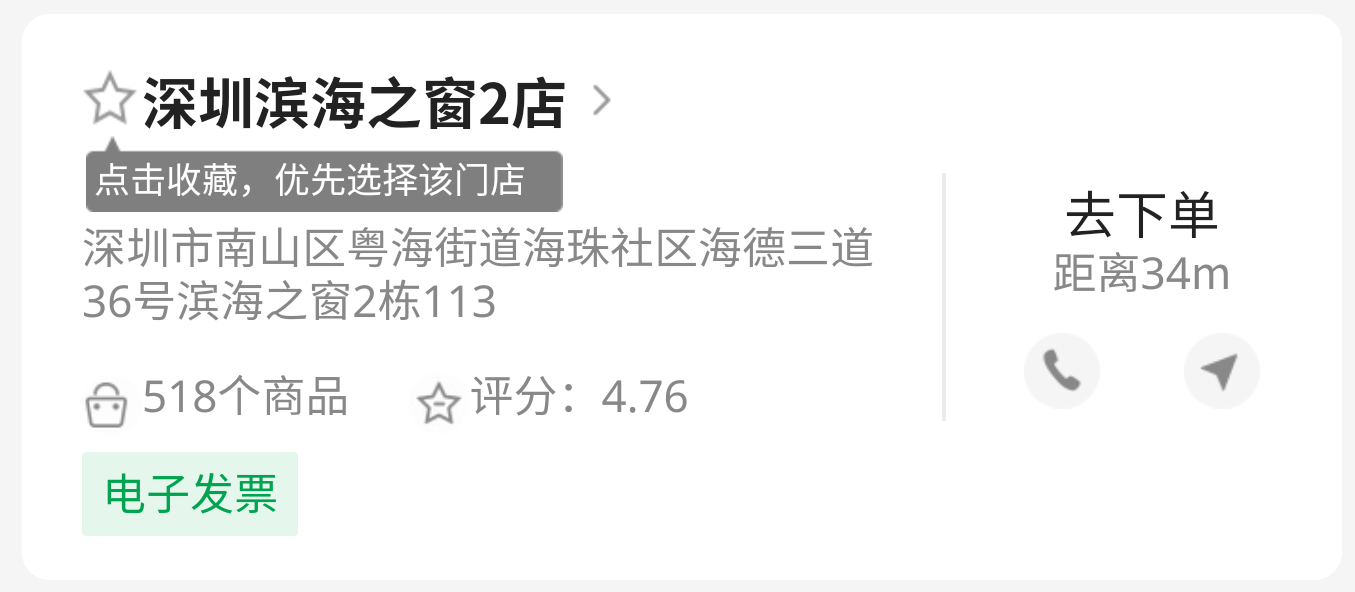 深圳滨海之窗2店
点击收藏，优先选择该门店
深圳市南山区粤海街道海珠社区海德三道
36号滨海之窗2栋113
518个商品
评分：4.76
电子发票
去下单
距离34m